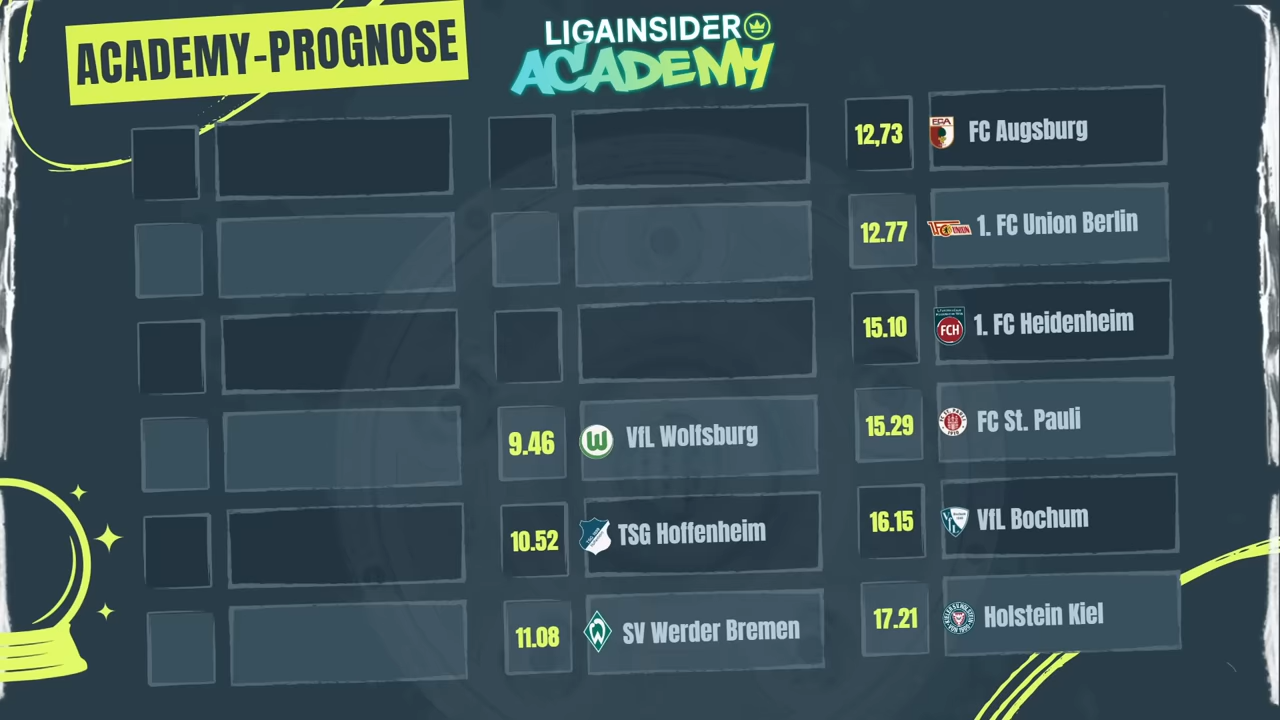 ACADEMY-PROGNOSE
LIGAINSIDER
ACADEMY
9.46 VfL Wolfsburg
10.52 TSG Hoffenheim
11.08 SV Werder Bremen
12,73 FC Augsburg
12.77 1. FC Union Berlin
15.10 1. FC Heidenheim
15.29 FC St. Pauli
16.15 VfL Bochum
17.21 Holstein Kiel